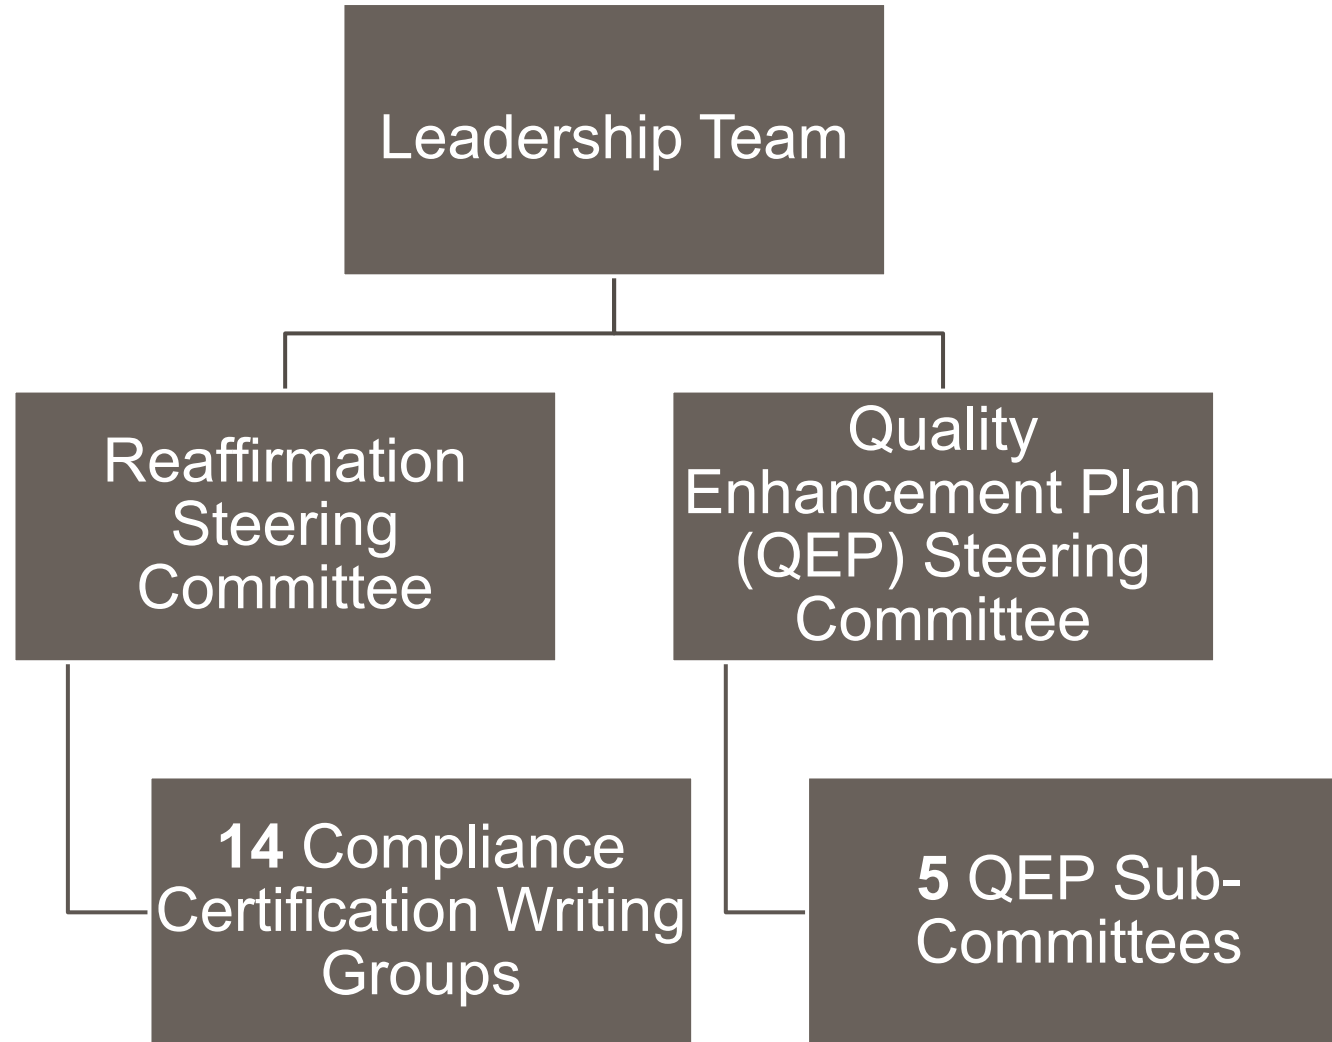 Leadership Team
Reaffirmation
Steering
Committee
Quality
Enhancement Plan
(QEP) Steering
Committee
14 Compliance
Certification Writing
Groups
5 QEP Sub-
Committees